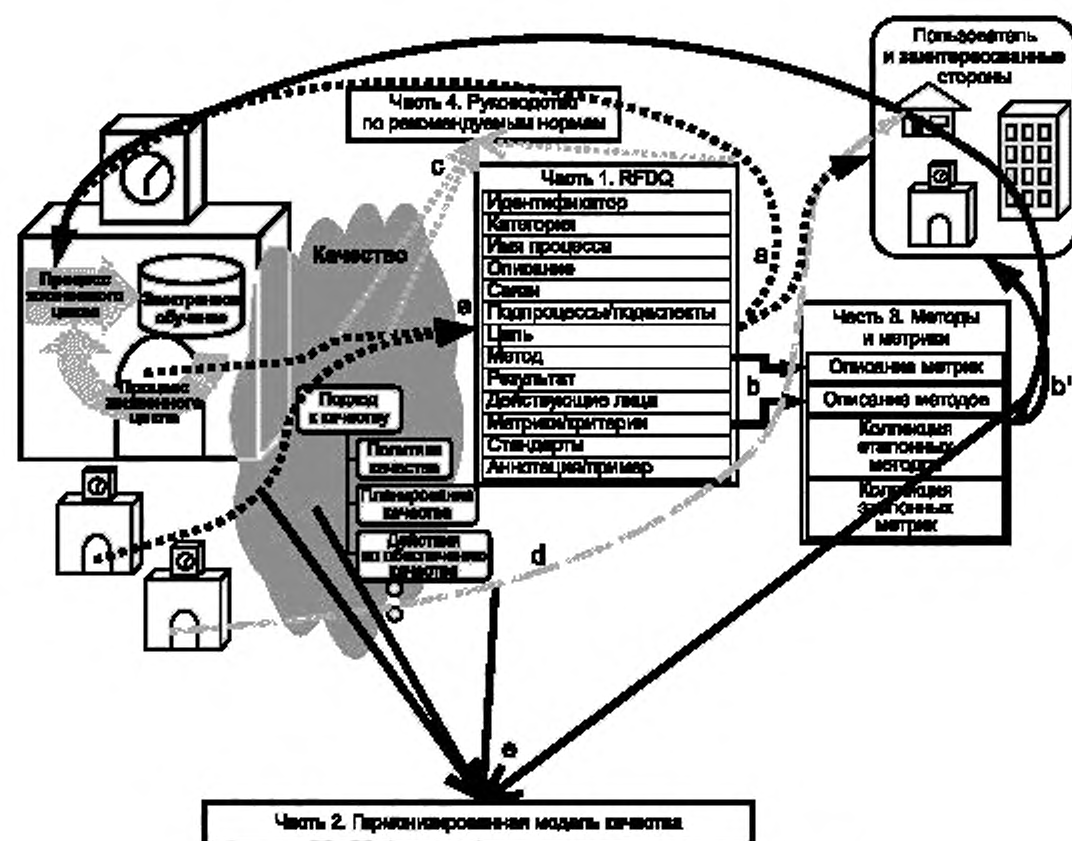 Пользователь
и заинтересованные
стороны
Часть 4. Руководство
по рекомендуемым нормам
c
Часть 1. RFDQ
Идентификатор
Категория
Имя процесса
Описание
Связи
Подпроцессы/подаспекты
Цель
Метод
Результат
Действующие лица
Метрики/критерии
Стандарты
Аннотация/пример
Качество
a
a
Процесс
жизненного
цикла
Электронное
обучение
Процесс
жизненного
цикла
Часть 3. Методы
и метрики
Описание метрик
Описание методов
Коллекция
эталонных
методов
Коллекция
эталонных
метрик
b
b'
Подход
к качеству
Политика
качества
Планирование
качества
Действия
по обеспечению
качества
d
e
Часть 2. Гармонизированная модель качества